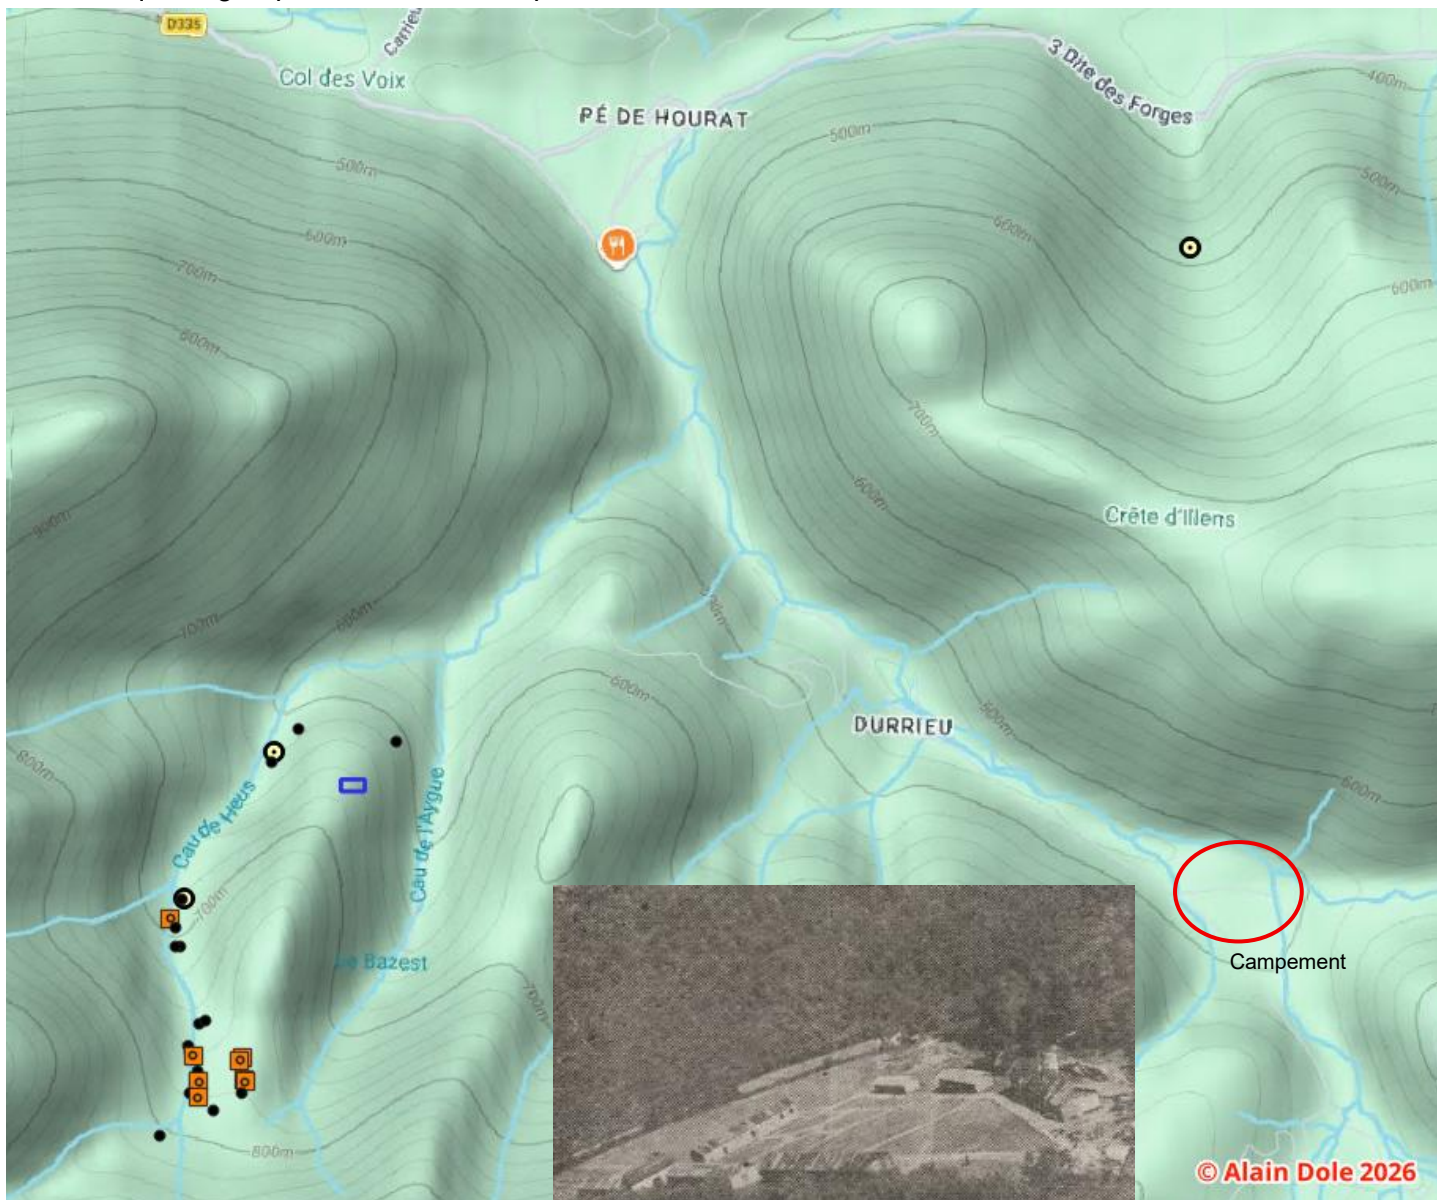 D335
Col des Voix
PÉ DE HOURAT
3 Dite des Forges
400m
500m
500m
500m
600m
600m
600m
700m
600m
700m
600m
900m
Crête d'Illens
700m
600m
500m
600m
DURRIEU
800m
600m
Cau de Heus
Cau de l'Aygue
700m
Le Bazest
Campement
700m
800m
© Alain Dole 2026